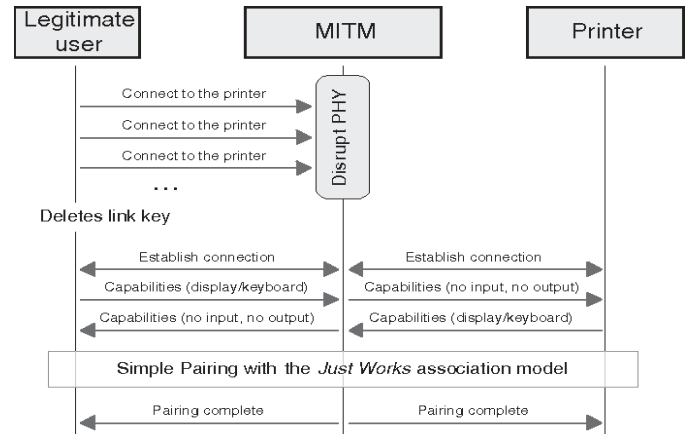 Legitimate
user
MITM
Printer
Connect to the printer
Connect to the printer
Connect to the printer
Disrupt PHY
...
Deletes link key
Establish connection
Establish connection
Capabilities (display/keyboard)
Capabilities (no input, no output)
Capabilities (no input, no output)
Capabilities (display/keyboard)
Simple Pairing with the Just Works association model
Pairing complete
Pairing complete